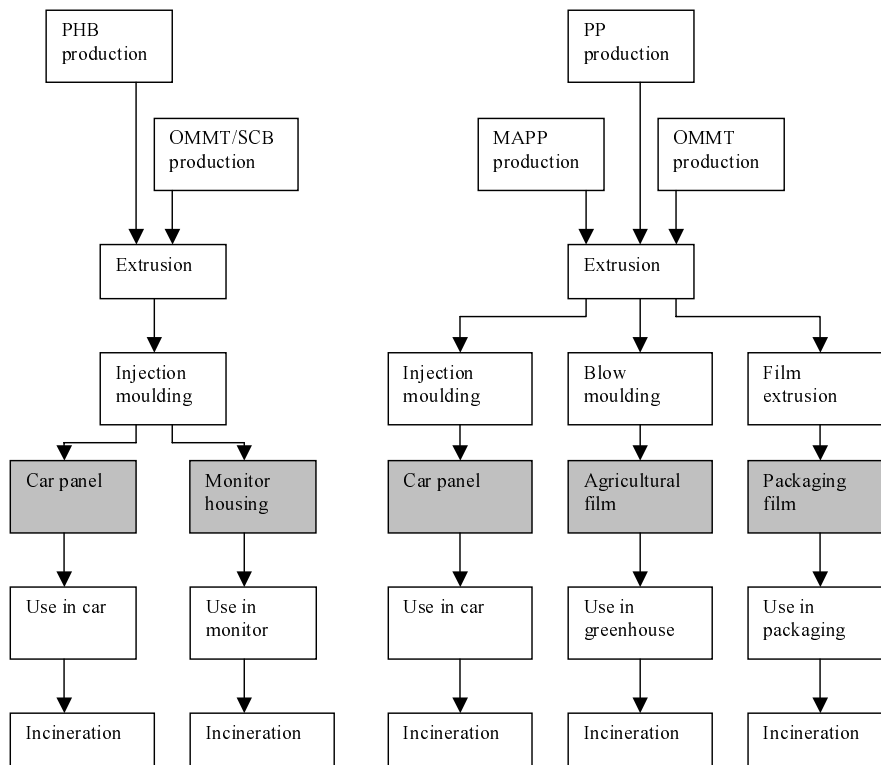 PHB
production
PP
production
OMMT/SCB
production
MAPP
production
OMMT
production
Extrusion
Extrusion
Injection
moulding
Injection
moulding
Blow
moulding
Film
extrusion
Car panel
Monitor
housing
Car panel
Agricultural
film
Packaging
film
Use in car
Use in
monitor
Use in car
Use in
greenhouse
Use in
packaging
Incineration
Incineration
Incineration
Incineration
Incineration